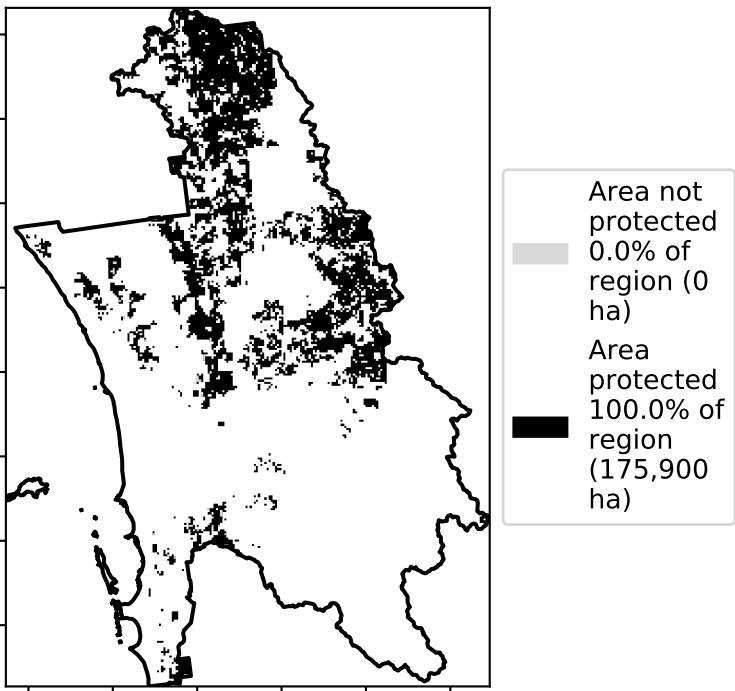 Area not
protected
0.0% of
region (0
ha)
Area
protected
100.0% of
region
(175,900
ha)